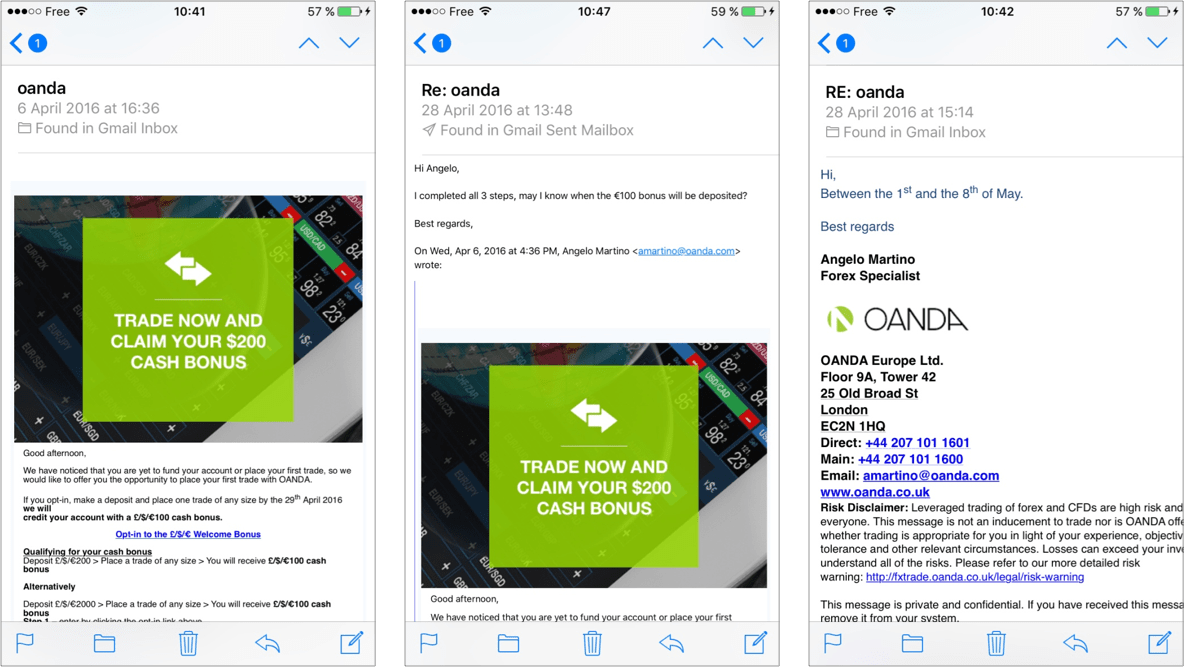 ●●●○○ Free 10:41 57 %
1
oanda
6 April 2016 at 16:36
Found in Gmail Inbox
TRADE NOW AND
CLAIM YOUR $200
CASH BONUS
Good afternoon,
We have noticed that you are yet to fund your account or place your first trade, so we
would like to offer you the opportunity to place your first trade with OANDA.
If you opt-in, make a deposit and place one trade of any size by the 29th April 2016
we will
credit your account with a £/$/€100 cash bonus.
Opt-in to the £/$/€ Welcome Bonus
Qualifying for your cash bonus
Deposit £/$/€200 > Place a trade of any size > You will receive £/$/€100 cash
bonus
Alternatively
Deposit £/$/€2000 > Place a trade of any size > You will receive £/$/€100 cash
bonus
Step 1 – enter by clicking the opt-in link above
●●●○○ Free 10:47 59 %
1
Re: oanda
28 April 2016 at 13:48
Found in Gmail Sent Mailbox
Hi Angelo,
I completed all 3 steps, may I know when the €100 bonus will be deposited?
Best regards,
On Wed, Apr 6, 2016 at 4:36 PM, Angelo Martino <amartino@oanda.com>
wrote:
TRADE NOW AND
CLAIM YOUR $200
CASH BONUS
Good afternoon,
We have noticed that you are yet to fund your account or place your first
●●●○○ Free 10:42 57 %
1
RE: oanda
28 April 2016 at 15:14
Found in Gmail Inbox
Hi,
Between the 1st and the 8th of May.
Best regards
Angelo Martino
Forex Specialist
OANDA
OANDA Europe Ltd.
Floor 9A, Tower 42
25 Old Broad St
London
EC2N 1HQ
Direct: +44 207 101 1601
Main: +44 207 101 1600
Email: amartino@oanda.com
www.oanda.co.uk
Risk Disclaimer: Leveraged trading of forex and CFDs are high risk and
everyone. This message is not an inducement to trade nor is OANDA offe
whether trading is appropriate for you in light of your experience, objectiv
tolerance and other relevant circumstances. Losses can exceed your inve
understand all of the risks. Please refer to our more detailed risk
warning: http://fxtrade.oanda.co.uk/legal/risk-warning
This message is private and confidential. If you have received this messa
remove it from your system.